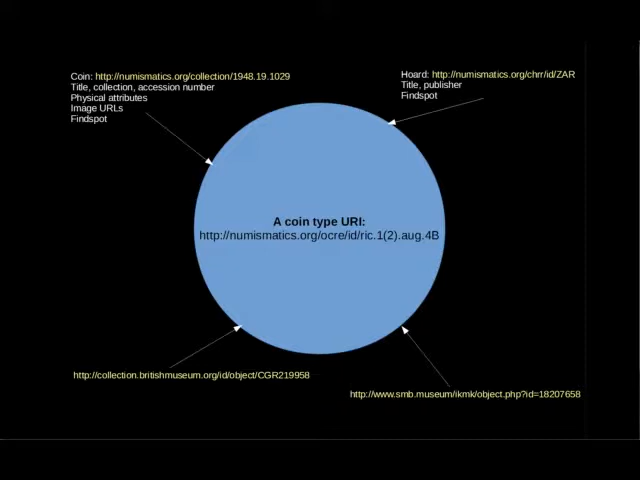 Coin: http://numismatics.org/collection/1948.19.1029
Title, collection, accession number
Physical attributes
Image URLs
Findspot
Hoard: http://numismatics.org/chrr/id/ZAR
Title, publisher
Findspot
A coin type URI:
http://numismatics.org/ocre/id/ric.1(2).aug.4B
http://collection.britishmuseum.org/id/object/CGR219958
http://www.smb.museum/ikmk/object.php?id=18207658